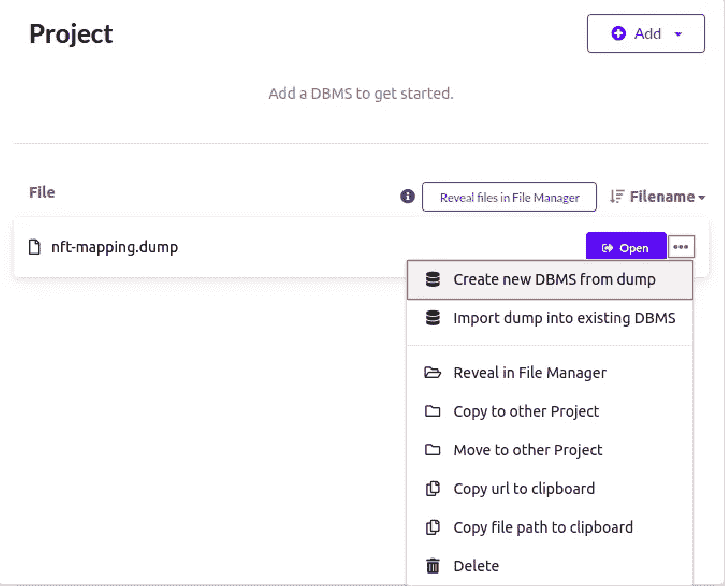 Project
Add
Add a DBMS to get started.
File
Reveal files in File Manager
Filename
nft-mapping.dump
Open
Create new DBMS from dump
Import dump into existing DBMS
Reveal in File Manager
Copy to other Project
Move to other Project
Copy url to clipboard
Copy file path to clipboard
Delete